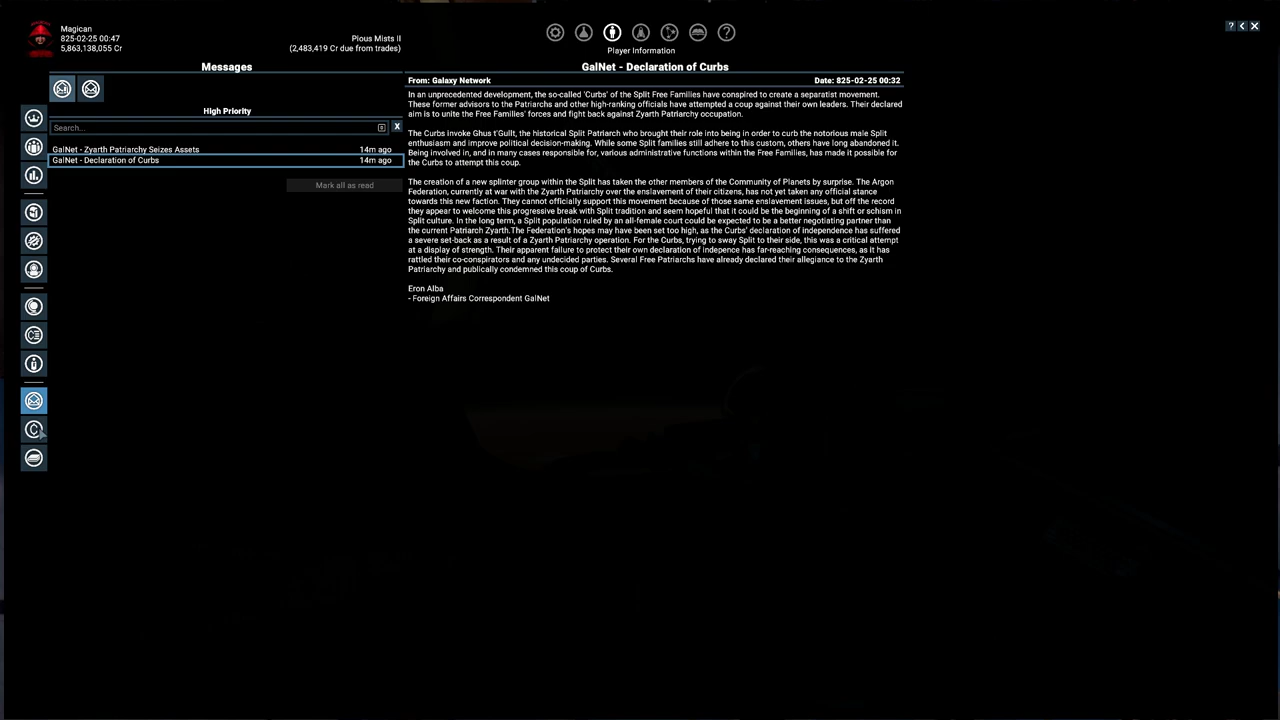 Magican
825-02-25 00:47
5,863,138,055 Cr
Pious Mists II
(2,483,419 Cr due from trades)
?
Player Information
? < X
Messages
High Priority
Search...
X
GalNet - Zyarth Patriarchy Seizes Assets 14m ago
GalNet - Declaration of Curbs 14m ago
Mark all as read
GalNet - Declaration of Curbs
From: Galaxy Network Date: 825-02-25 00:32
In an unprecedented development, the so-called 'Curbs' of the Split Free Families have conspired to create a separatist movement.
These former advisors to the Patriarchs and other high-ranking officials have attempted a coup against their own leaders. Their declared
aim is to unite the Free Families' forces and fight back against Zyarth Patriarchy occupation.
The Curbs invoke Ghus t'Gullt, the historical Split Patriarch who brought their role into being in order to curb the notorious male Split
enthusiasm and improve political decision-making. While some Split families still adhere to this custom, others have long abandoned it.
Being involved in, and in many cases responsible for, various administrative functions within the Free Families, has made it possible for
the Curbs to attempt this coup.
The creation of a new splinter group within the Split has taken the other members of the Community of Planets by surprise. The Argon
Federation, currently at war with the Zyarth Patriarchy over the enslavement of their citizens, has not yet taken any official stance
towards this new faction. They cannot officially support this movement because of those same enslavement issues, but off the record
they appear to welcome this progressive break with Split tradition and seem hopeful that it could be the beginning of a shift or schism in
Split culture. In the long term, a Split population ruled by an all-female court could be expected to be a better negotiating partner than
the current Patriarch Zyarth.The Federation's hopes may have been set too high, as the Curbs' declaration of independence has suffered
a severe set-back as a result of a Zyarth Patriarchy operation. For the Curbs, trying to sway Split to their side, this was a critical attempt
at a display of strength. Their apparent failure to protect their own declaration of indepence has far-reaching consequences, as it has
rattled their co-conspirators and any undecided parties. Several Free Patriarchs have already declared their allegiance to the Zyarth
Patriarchy and publically condemned this coup of Curbs.
Eron Alba
- Foreign Affairs Correspondent GalNet